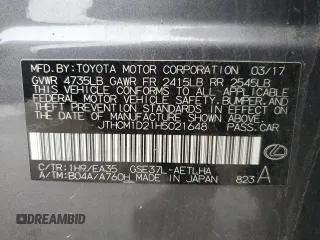 MFD.BY:TOYOTA MOTOR CORPORATION 03/17
GVWR 4735LB GAWR FR 2415LB RR 2545LB
THIS VEHICLE CONFORMS TO ALL APPLICABLE
FEDERAL MOTOR VEHICLE SAFETY, BUMPER, AND
THEFT PREVENTION STANDARDS IN EFFECT ON
THE DATE OF MANUFACTURE SHOWN ABOVE.
JTHCM1D21H5021648 PASS.CAR
C/TR:1H9/EA35 GSE37L-AETLHA
A/TM:B04A/A760H MADE IN JAPAN 823A